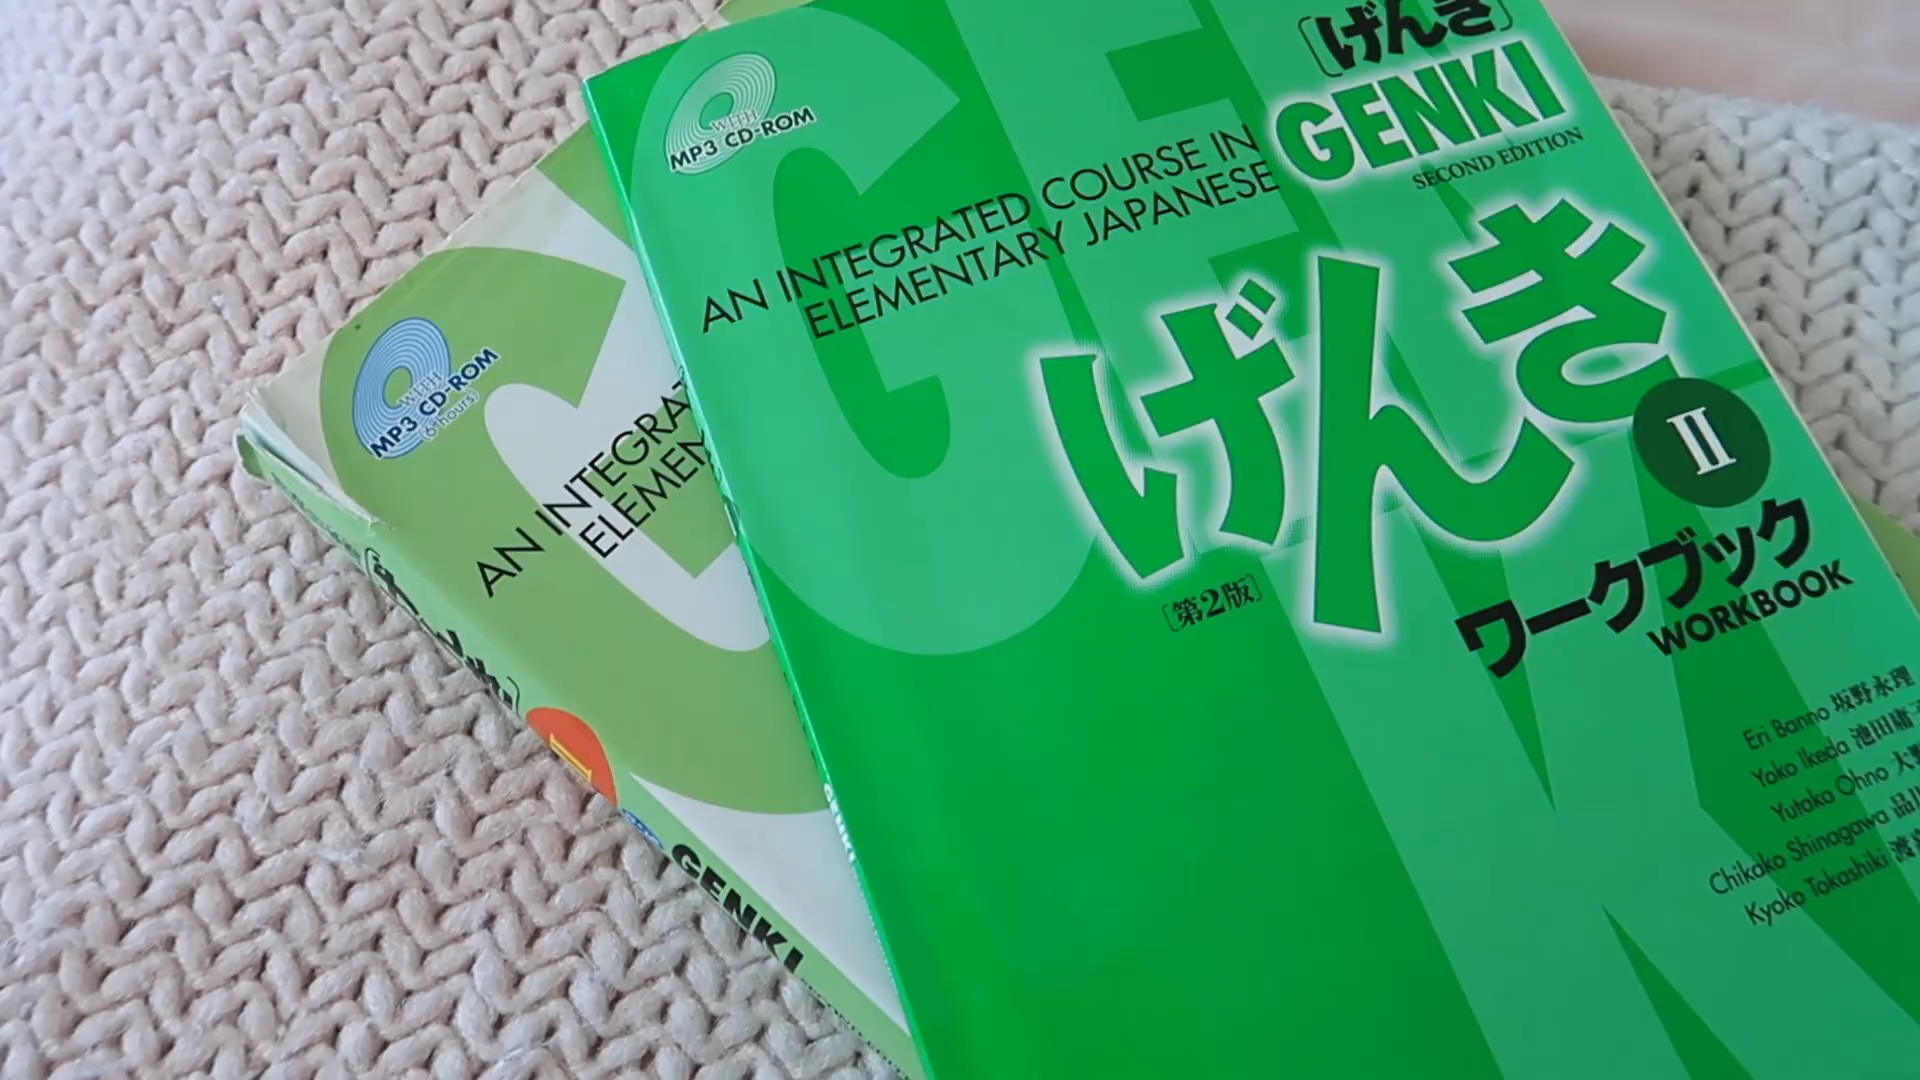 WITH
MP3 CD-ROM
[げんき]
GENKI
SECOND EDITION
AN INTEGRATED COURSE IN
ELEMENTARY JAPANESE
げんき
II
[第2版]
ワークブック
WORKBOOK
Eri Banno 坂野永理
Yoko Ikeda 池田庸
Yutaka Ohno 大野
Chikako Shinagawa 品川
Kyoko Tokashiki 渡嘉
WITH
MP3 CD-ROM
(6 hours)
AN INTEGRAT
ELEMEN
I
GENKI